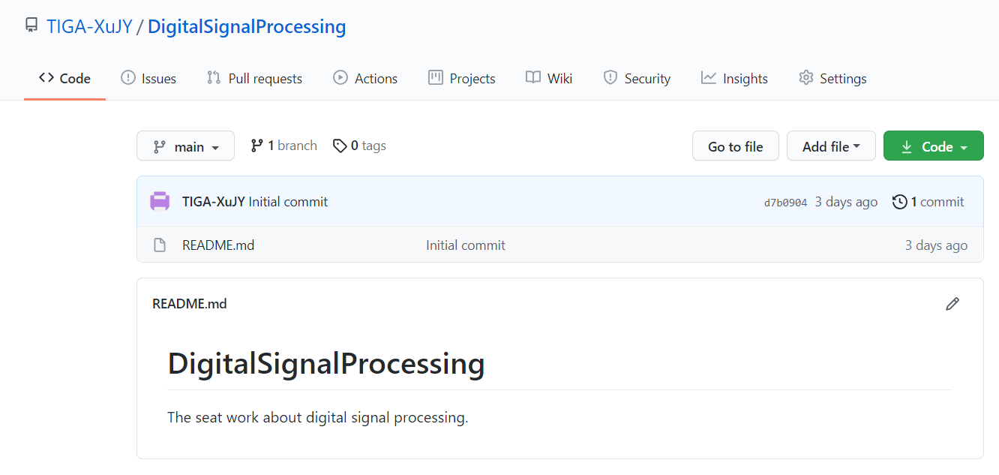 TIGA-XuJY / DigitalSignalProcessing
<> Code Issues Pull requests Actions Projects Wiki Security Insights Settings
main 1 branch 0 tags Go to file Add file Code
TIGA-XuJY Initial commit d7b0904 3 days ago 1 commit
README.md Initial commit 3 days ago
README.md
DigitalSignalProcessing
The seat work about digital signal processing.